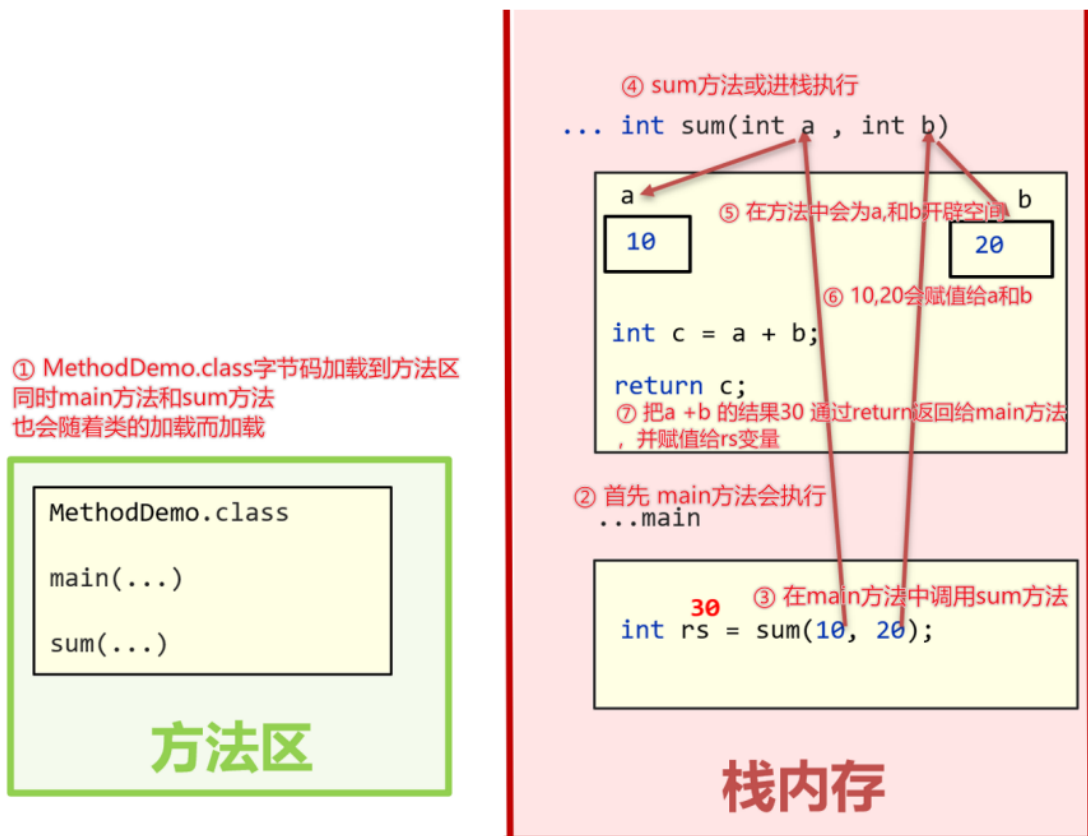 ① MethodDemo.class字节码加载到方法区
同时main方法和sum方法
也会随着类的加载而加载
MethodDemo.class
main(...)
sum(...)
方法区
④ sum方法或进栈执行
... int sum(int a , int b)
a
b
⑤ 在方法中会为a,和b开辟空间
10
20
⑥ 10,20会赋值给a和b
int c = a + b;
return c;
⑦ 把a +b 的结果30 通过return返回给main方法
，并赋值给rs变量
② 首先 main方法会执行
...main
③ 在main方法中调用sum方法
30
int rs = sum(10, 20);
栈内存